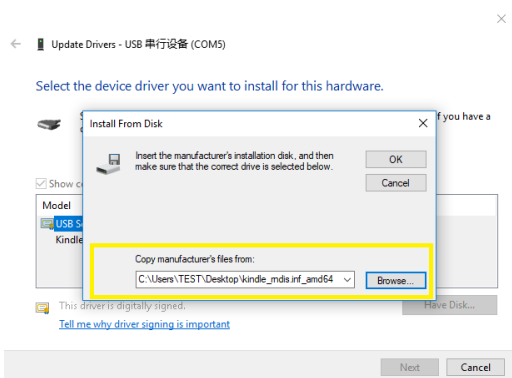 Update Drivers - USB 串行设备 (COM5)
Select the device driver you want to install for this hardware.
f you have a
Install From Disk
Insert the manufacturer's installation disk, and then
make sure that the correct drive is selected below.
OK
Cancel
Show
Model
USB S
Kindle
Copy manufacturer's files from:
C:\Users\TEST\Desktop\kindle_mdis.inf_amd64
Browse...
This driver is digitally signed.
Have Disk...
Tell me why driver signing is important
Next
Cancel